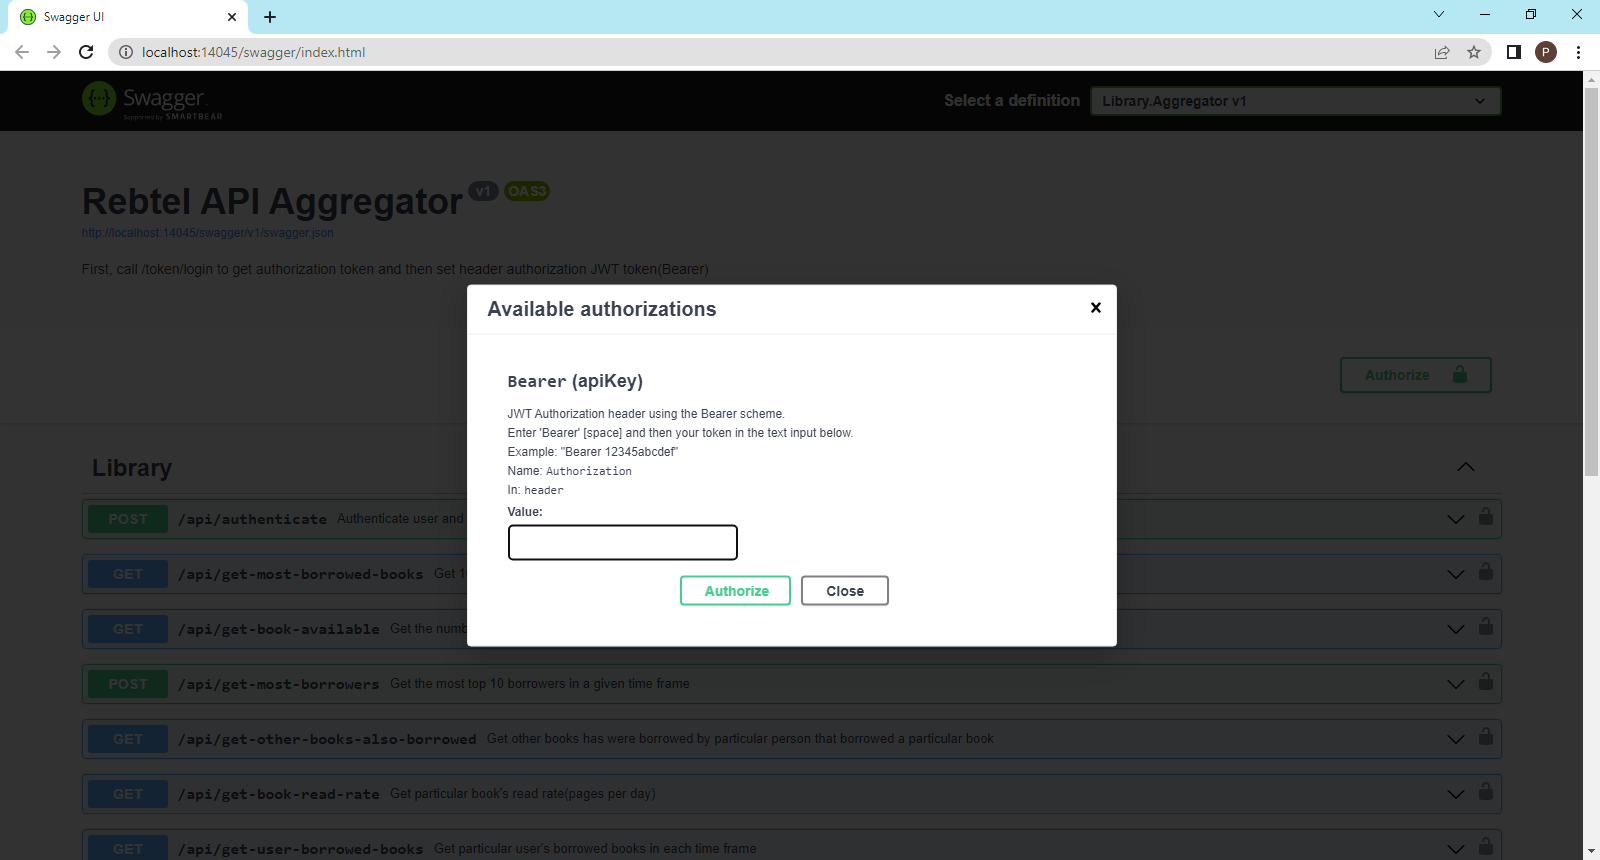 Swagger UI
localhost:14045/swagger/index.html
P
Swagger.
Supported by SMARTBEAR
Select a definition
Library.Aggregator v1
Rebtel API Aggregator v1 OAS3
http://localhost:14045/swagger/v1/swagger.json
First, call /token/login to get authorization token and then set header authorization JWT token(Bearer)
Authorize
Available authorizations
Bearer (apiKey)
JWT Authorization header using the Bearer scheme.
Enter 'Bearer' [space] and then your token in the text input below.
Example: "Bearer 12345abcdef"
Name: Authorization
In: header
Value:
Authorize
Close
Library
POST /api/authenticate Authenticate user and
GET /api/get-most-borrowed-books Get
GET /api/get-book-available Get the
POST /api/get-most-borrowers Get the most top 10 borrowers in a given time frame
GET /api/get-other-books-also-borrowed Get other books has were borrowed by particular person that borrowed a particular book
GET /api/get-book-read-rate Get particular book's read rate(pages per day)
GET /api/get-user-borrowed-books Get particular user's borrowed books in each time frame